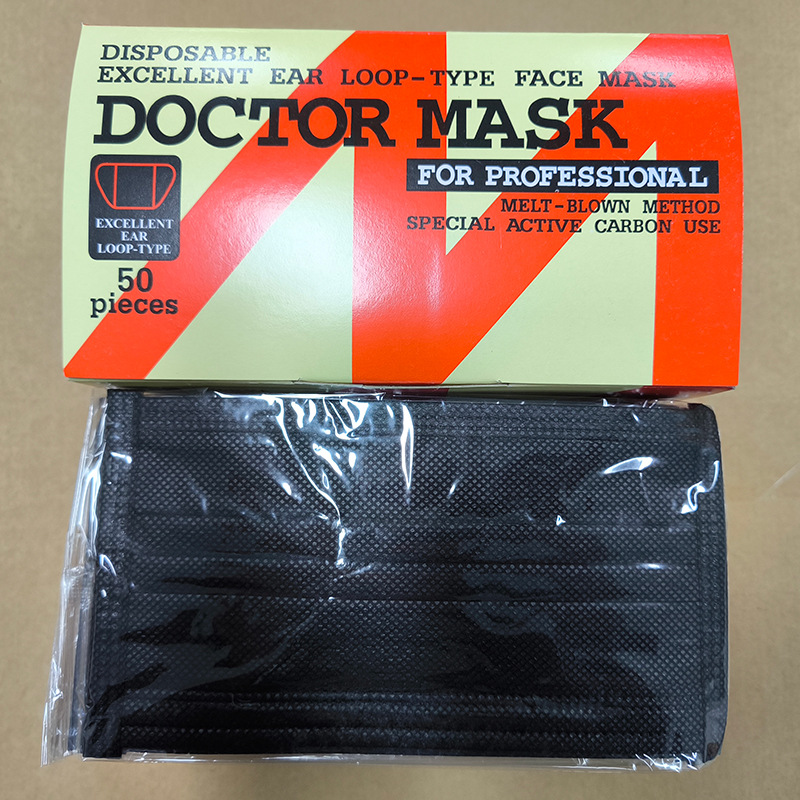 DISPOSABLE
EXCELLENT EAR LOOP-TYPE FACE MASK
DOCTOR MASK
FOR PROFESSIONAL
MELT-BLOWN METHOD
SPECIAL ACTIVE CARBON USE
EXCELLENT
EAR
LOOP-TYPE
50
pieces